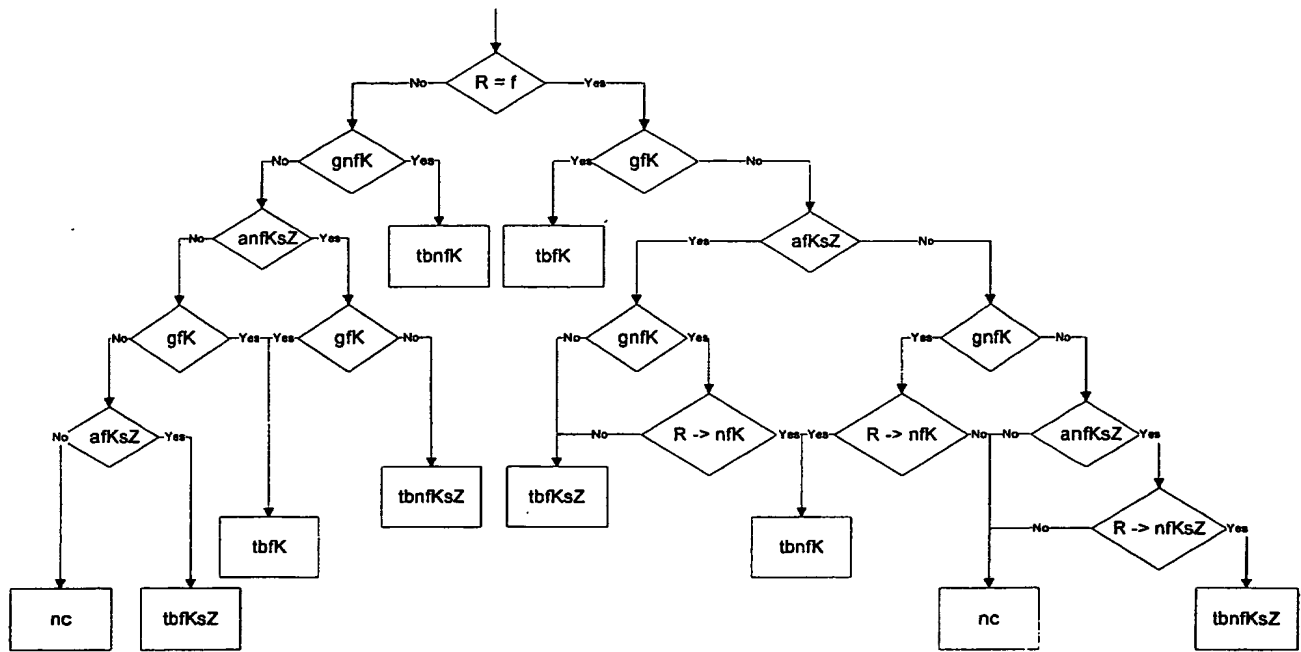 R = f
No
Yes
gnfK
gfK
No
Yes
Yes
No
anfKsZ
tbnfK
tbfK
afKsZ
No
Yes
Yes
No
gfK
gfK
gnfK
gnfK
No
Yes
Yes
No
No
Yes
Yes
No
afKsZ
No
Yes
R -> nfK
No
Yes
Yes
R -> nfK
No
No
anfKsZ
Yes
tbnfKsZ
tbfKsZ
R -> nfKsZ
No
Yes
tbfK
tbnfK
nc
tbfKsZ
nc
tbnfKsZ